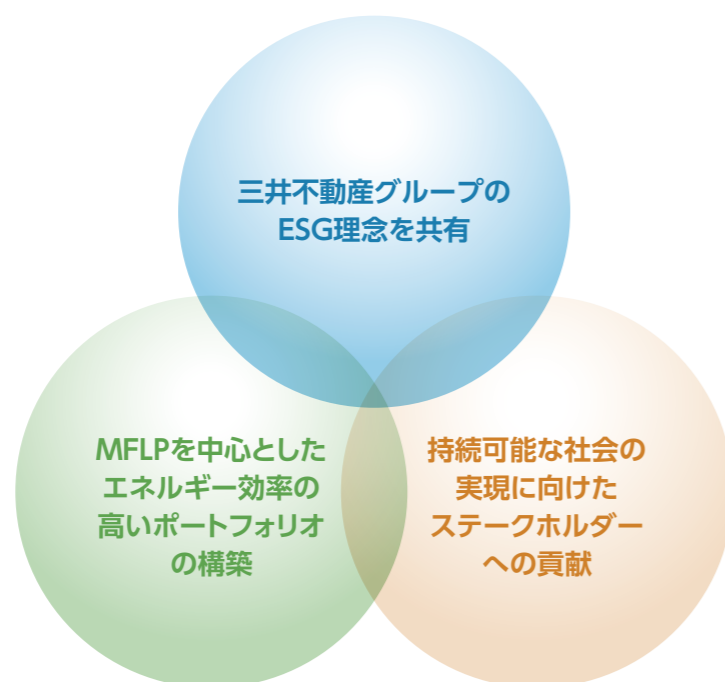 三井不動産グループの
ESG理念を共有
MFLPを中心とした
エネルギー効率の
高いポートフォリオ
の構築
持続可能な社会の
実現に向けた
ステークホルダー
への貢献